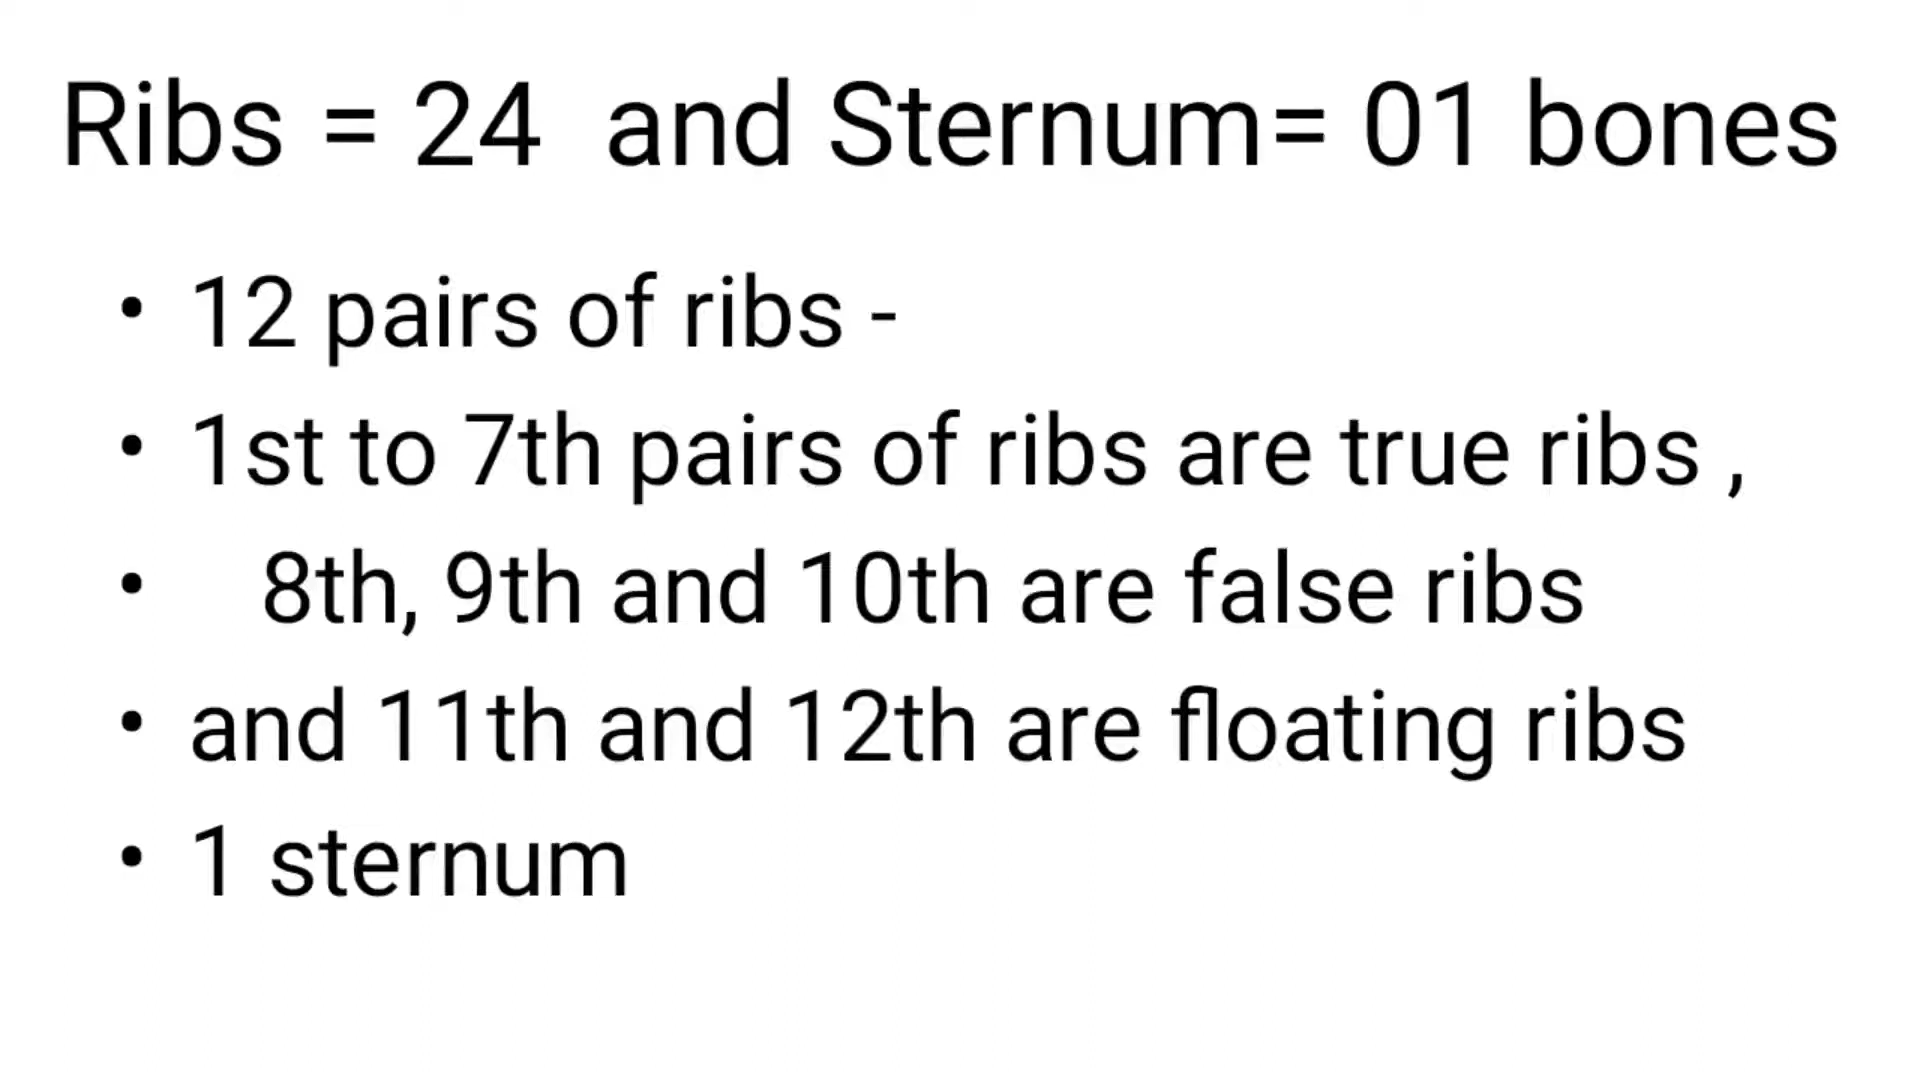 Ribs = 24  and Sternum= 01 bones
• 12 pairs of ribs -
• 1st to 7th pairs of ribs are true ribs ,
•   8th, 9th and 10th are false ribs
• and 11th and 12th are floating ribs
• 1 sternum